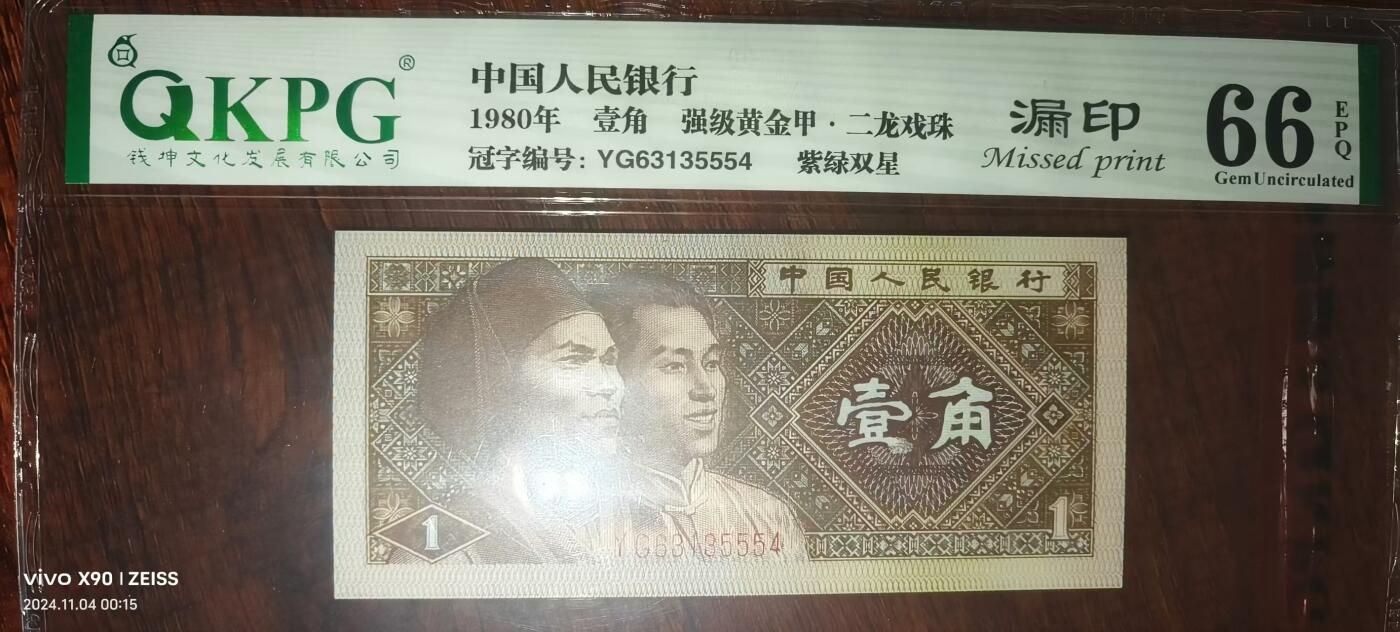 QKPG®
钱坤文化发展有限公司
中国人民银行
1980年 壹角 强级黄金甲·二龙戏珠
冠字编号: YG63135554 紫绿双星
漏印
Missed print
66
EPQ
Gem Uncirculated
中国人民银行
壹角
1
1
YG63135554
vivo X90 | ZEISS
2024.11.04 00:15